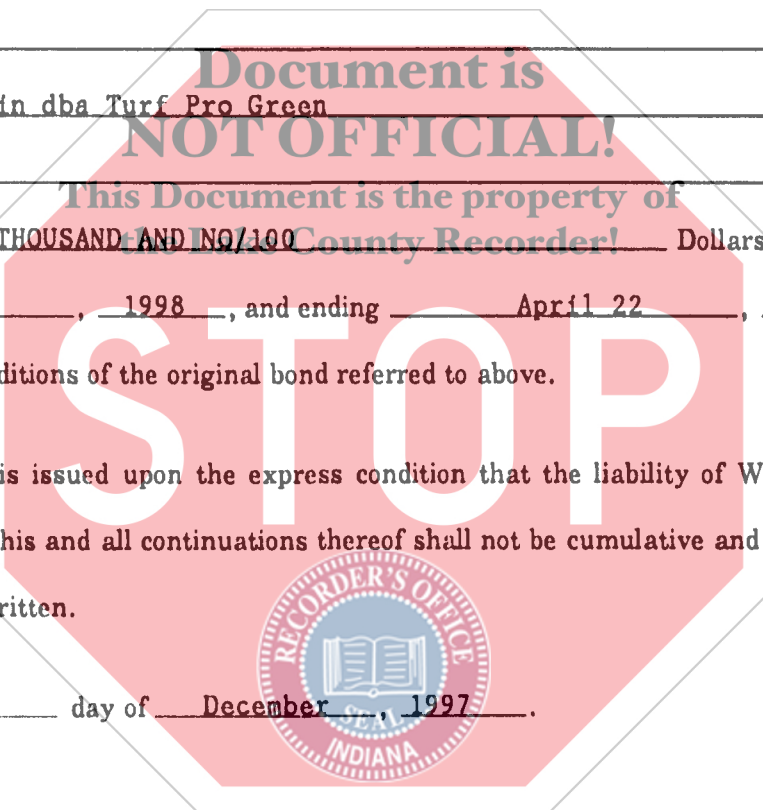 Document is
in dba Turf Pro Green
NOT OFFICIAL!
This Document is the property of
THOUSAND AND NO/100 Dollars
the Lake County Recorder!
, 1998 , and ending April 22 ,
STOP
ditions of the original bond referred to above.
is issued upon the express condition that the liability of W
his and all continuations thereof shall not be cumulative and
RECORDER'S OFFICE
ritten.
day of December , 1997 .
SEAL
INDIANA